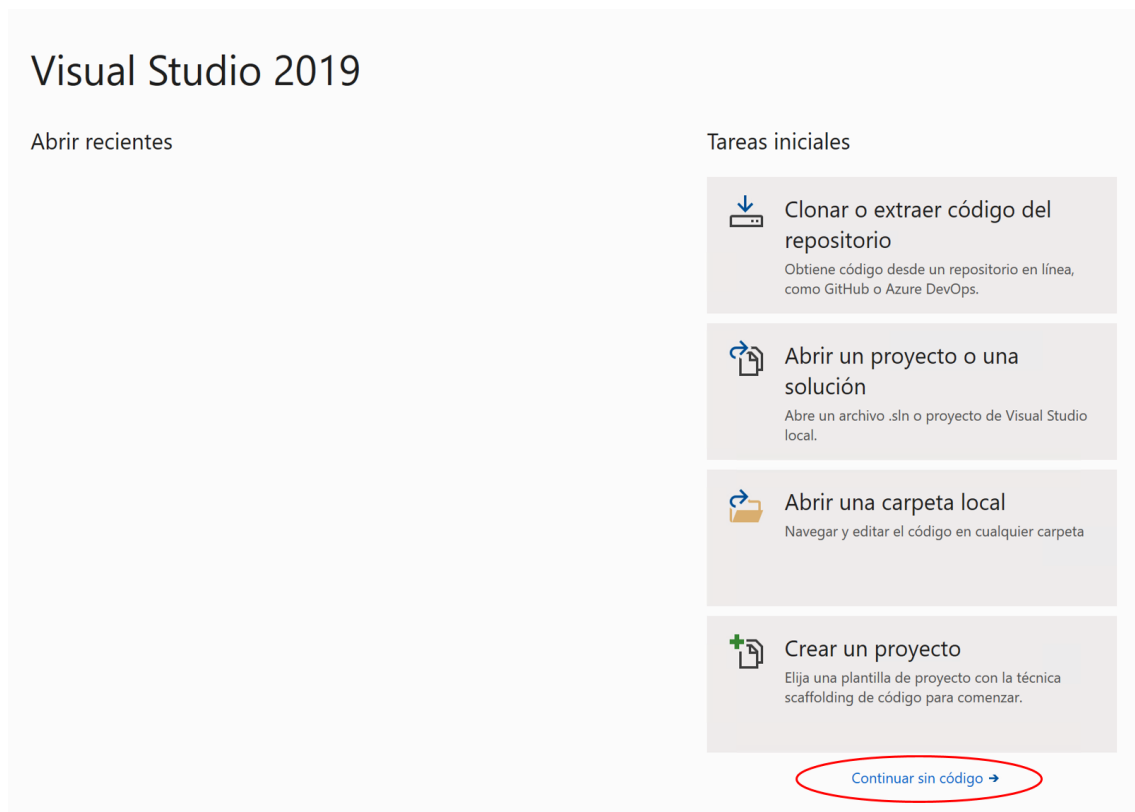 Visual Studio 2019
Abrir recientes
Tareas iniciales
Clonar o extraer código del
repositorio
Obtiene código desde un repositorio en línea,
como GitHub o Azure DevOps.
Abrir un proyecto o una
solución
Abre un archivo .sln o proyecto de Visual Studio
local.
Abrir una carpeta local
Navegar y editar el código en cualquier carpeta
Crear un proyecto
Elija una plantilla de proyecto con la técnica
scaffolding de código para comenzar.
Continuar sin código →